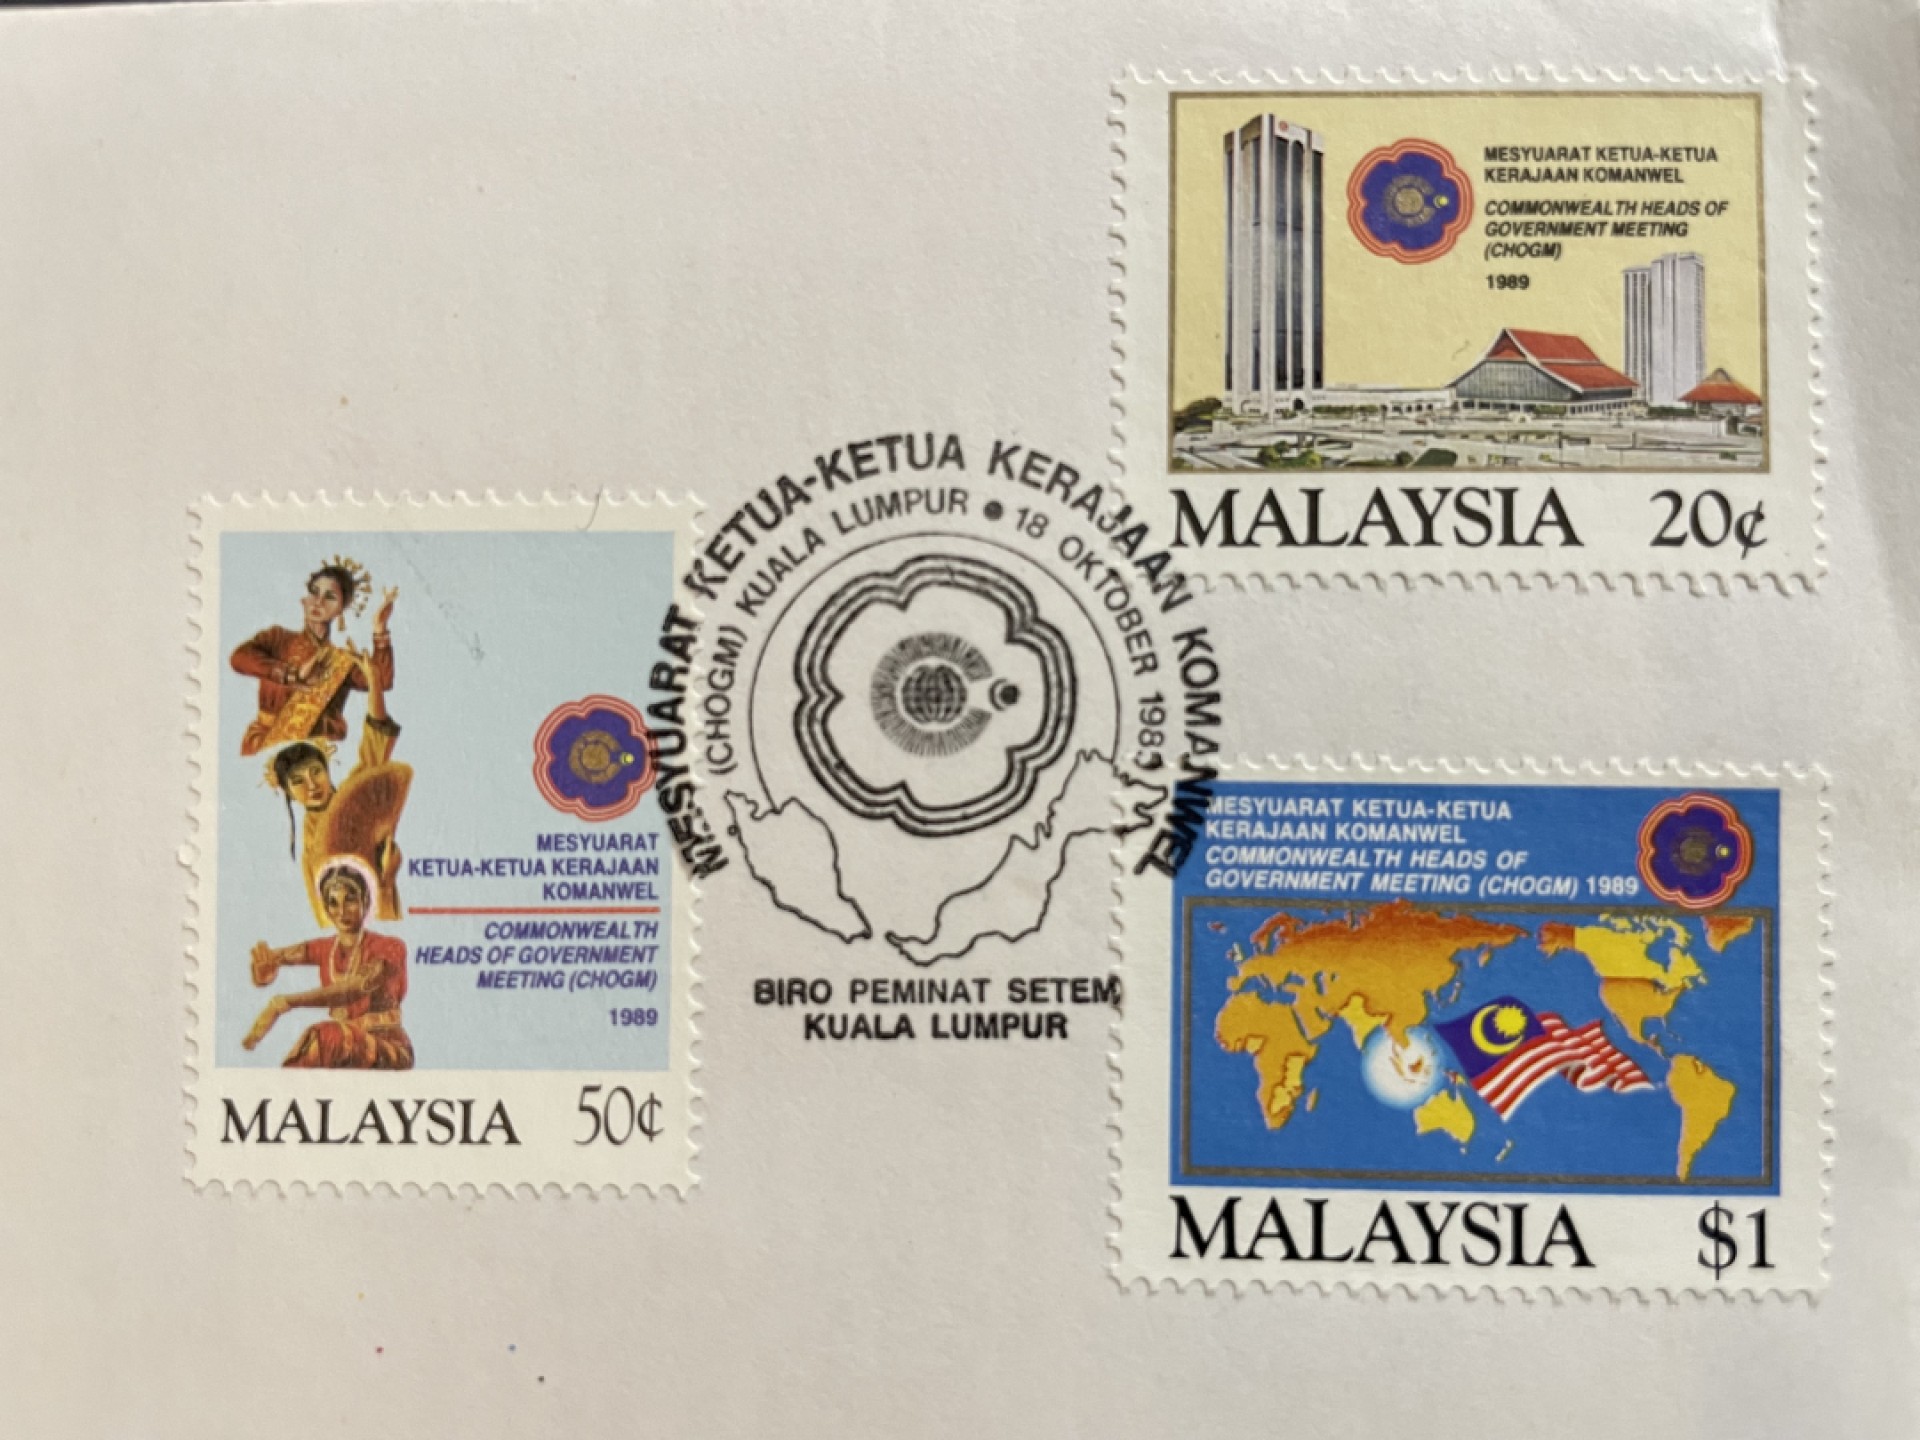 MESYUARAT KETUA-KETUA
KERAJAAN KOMANWEL
COMMONWEALTH HEADS OF
GOVERNMENT MEETING
(CHOGM)
1989
MALAYSIA 20¢
MESYUARAT KETUA-KETUA KERAJAAN KOMANWEL
(CHOGM) KUALA LUMPUR • 18 OKTOBER 1989
BIRO PEMINAT SETEM
KUALA LUMPUR
MESYUARAT
KETUA-KETUA KERAJAAN
KOMANWEL
COMMONWEALTH
HEADS OF GOVERNMENT
MEETING (CHOGM)
1989
MALAYSIA 50¢
MESYUARAT KETUA-KETUA
KERAJAAN KOMANWEL
COMMONWEALTH HEADS OF
GOVERNMENT MEETING (CHOGM) 1989
MALAYSIA $1